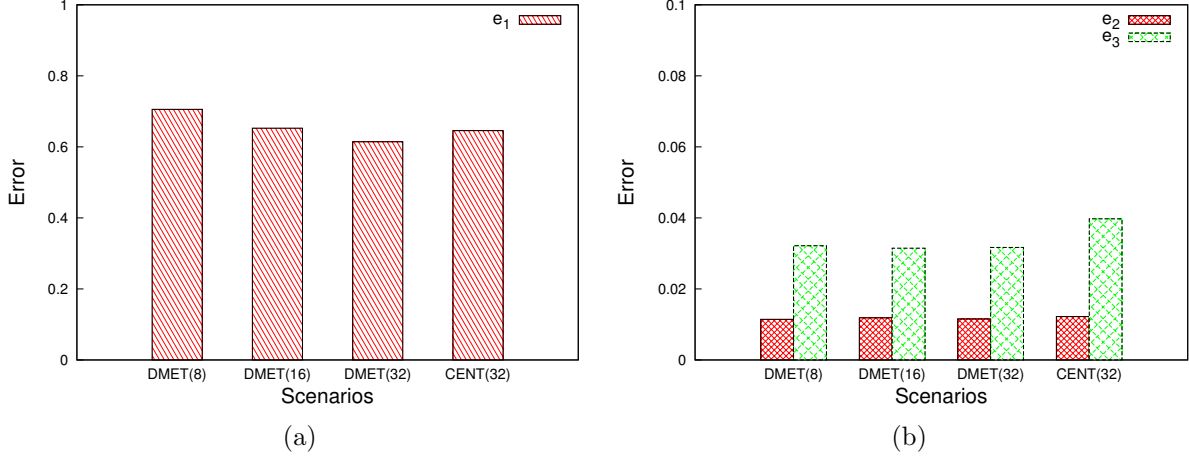 e1
1
0.8
0.6
0.4
0.2
0
Error
DMET(8) DMET(16) DMET(32) CENT(32)
Scenarios
(a)
e2
e3
0.1
0.08
0.06
0.04
0.02
0
Error
DMET(8) DMET(16) DMET(32) CENT(32)
Scenarios
(b)